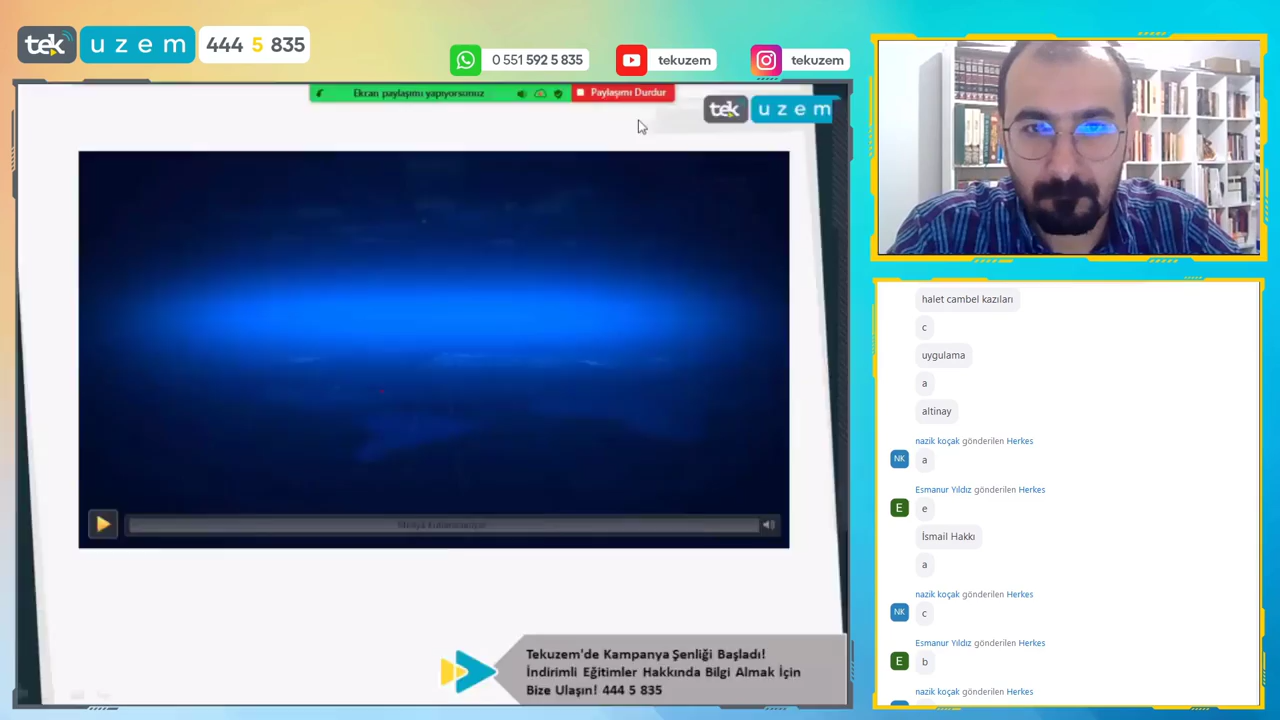 tek
uzem
444 5 835
0 551 592 5 835
tekuzem
tekuzem
Ekran paylaşımı yapıyorsunuz
Paylaşımı Durdur
tek
uzem
halet cambel kazıları
c
uygulama
a
altinay
nazik koçak gönderilen Herkes
NK
a
Esmanur Yıldız gönderilen Herkes
E
e
İsmail Hakkı
a
nazik koçak gönderilen Herkes
NK
c
Esmanur Yıldız gönderilen Herkes
E
b
nazik koçak gönderilen Herkes
Tekuzem'de Kampanya Şenliği Başladı!
İndirimli Eğitimler Hakkında Bilgi Almak İçin
Bize Ulaşın! 444 5 835